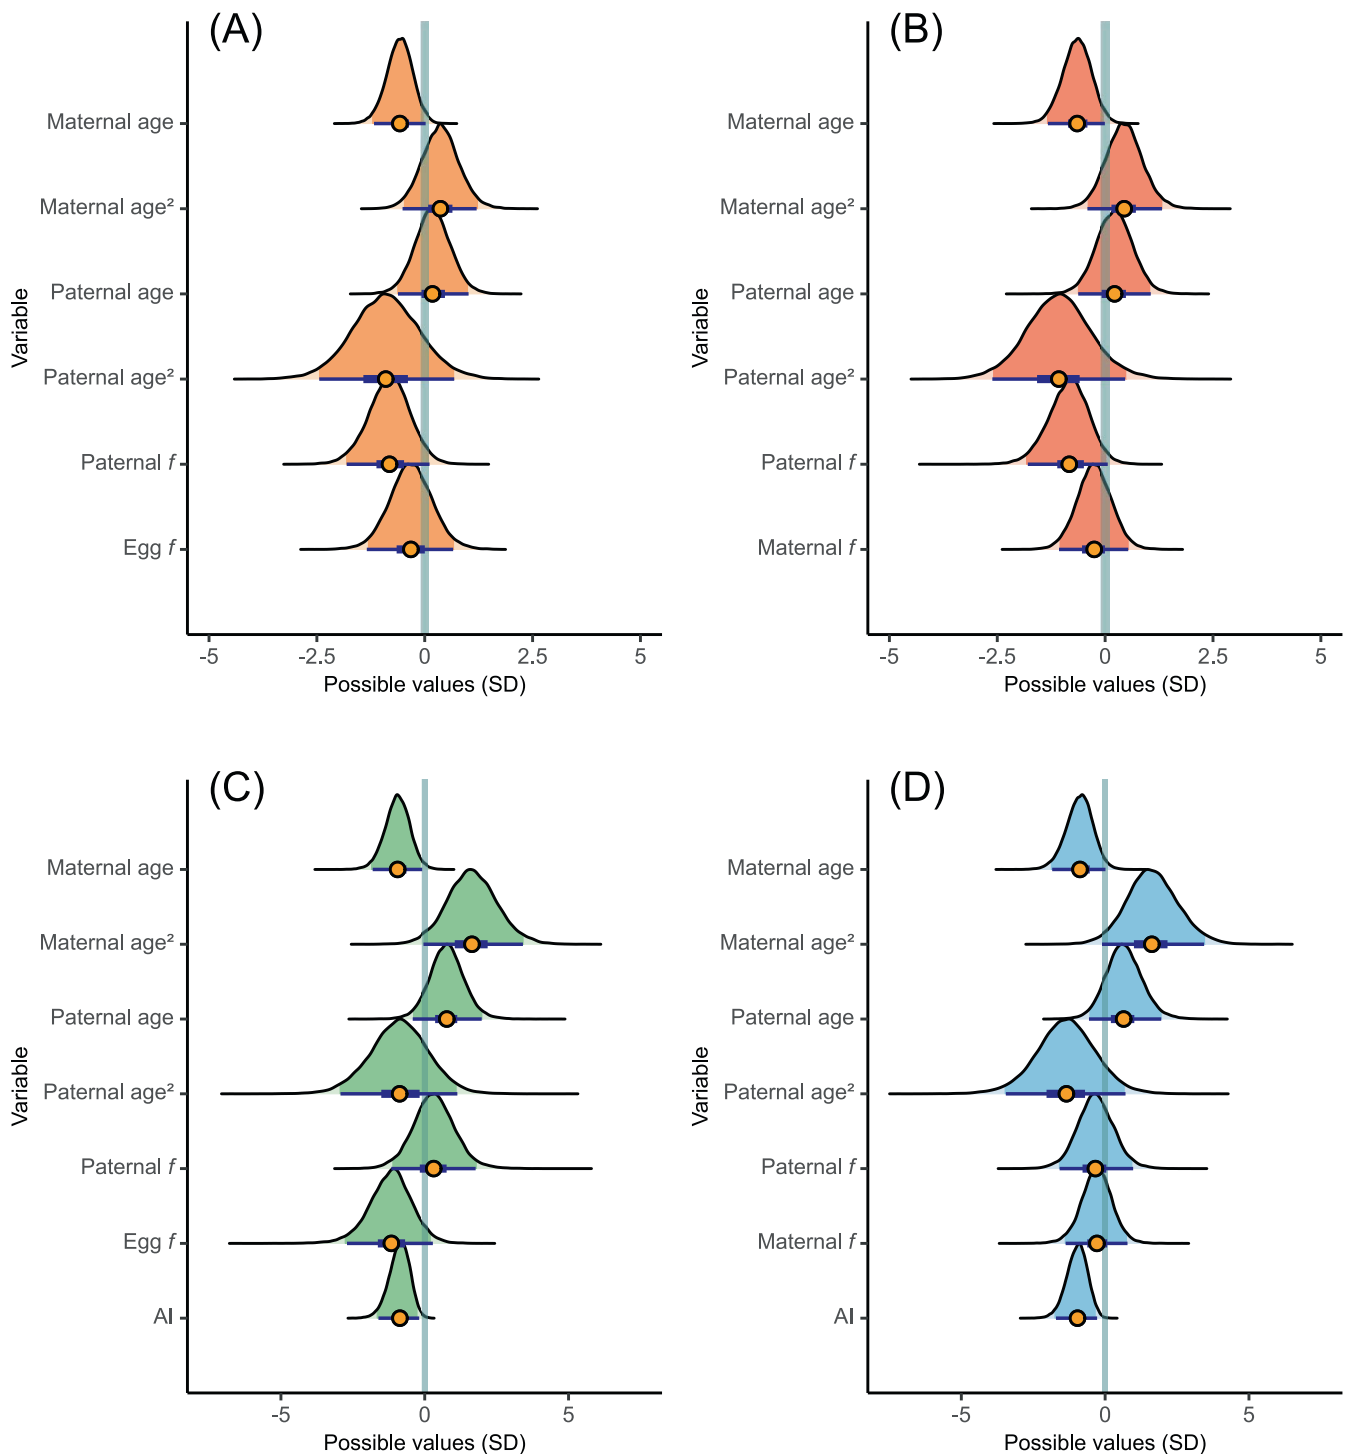 (A)
Variable
Maternal age
Maternal age²
Paternal age
Paternal age²
Paternal f
Egg f
-5 -2.5 0 2.5 5
Possible values (SD)
(B)
Variable
Maternal age
Maternal age²
Paternal age
Paternal age²
Paternal f
Maternal f
-5 -2.5 0 2.5 5
Possible values (SD)
(C)
Variable
Maternal age
Maternal age²
Paternal age
Paternal age²
Paternal f
Egg f
AI
-5 0 5
Possible values (SD)
(D)
Variable
Maternal age
Maternal age²
Paternal age
Paternal age²
Paternal f
Maternal f
AI
-5 0 5
Possible values (SD)